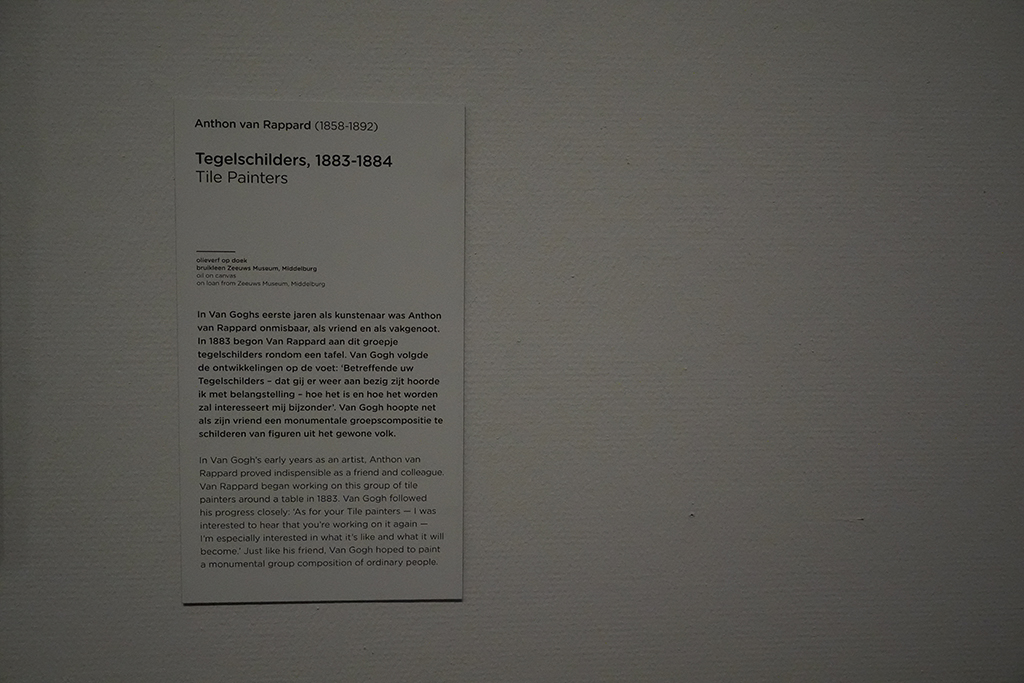 Anthon van Rappard (1858-1892)
Tegelschilders, 1883-1884
Tile Painters
olieverf op doek
bruikleen Zeeuws Museum, Middelburg
oil on canvas
on loan from Zeeuws Museum, Middelburg
In Van Goghs eerste jaren als kunstenaar was Anthon
van Rappard onmisbaar, als vriend en als vakgenoot.
In 1883 begon Van Rappard aan dit groepje
tegelschilders rondom een tafel. Van Gogh volgde
de ontwikkelingen op de voet: ‘Betreffende uw
Tegelschilders – dat gij er weer aan bezig zijt hoorde
ik met belangstelling – hoe het is en hoe het worden
zal interesseert mij bijzonder’. Van Gogh hoopte net
als zijn vriend een monumentale groepscompositie te
schilderen van figuren uit het gewone volk.
In Van Gogh’s early years as an artist, Anthon van
Rappard proved indispensible as a friend and colleague.
Van Rappard began working on this group of tile
painters around a table in 1883. Van Gogh followed
his progress closely: ‘As for your Tile painters — I was
interested to hear that you’re working on it again —
I’m especially interested in what it’s like and what it will
become.’ Just like his friend, Van Gogh hoped to paint
a monumental group composition of ordinary people.